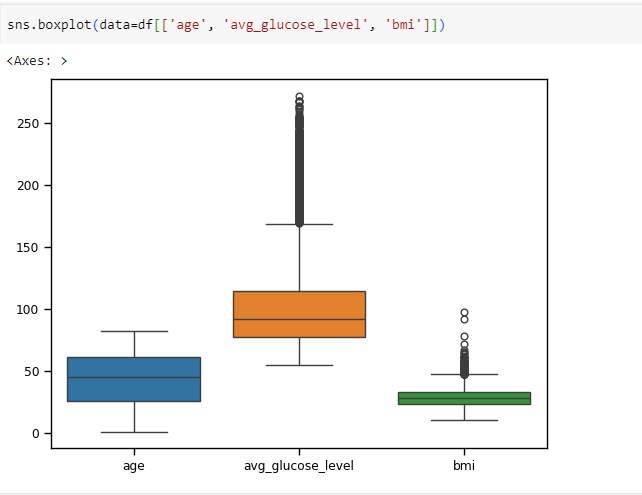 sns.boxplot(data=df[['age', 'avg_glucose_level', 'bmi']])
<Axes: >
250
200
150
100
50
0
age avg_glucose_level bmi